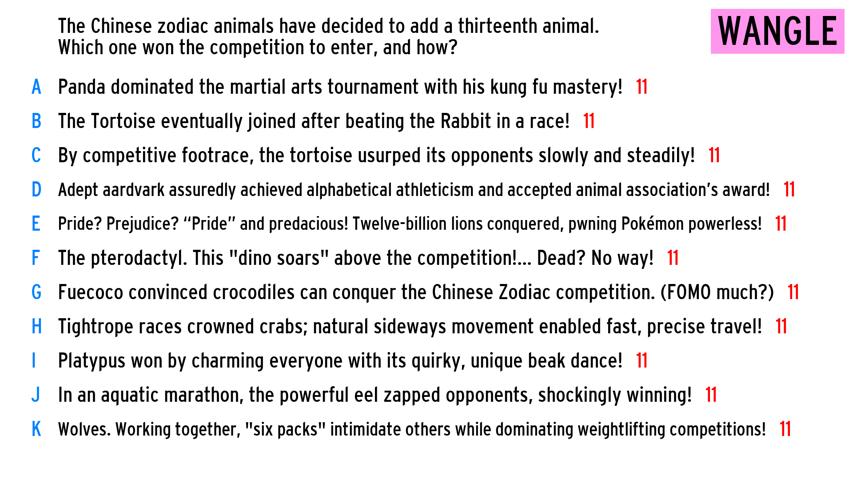 The Chinese zodiac animals have decided to add a thirteenth animal.
Which one won the competition to enter, and how?
WANGLE
A Panda dominated the martial arts tournament with his kung fu mastery! 11
B The Tortoise eventually joined after beating the Rabbit in a race! 11
C By competitive footrace, the tortoise usurped its opponents slowly and steadily! 11
D Adept aardvark assuredly achieved alphabetical athleticism and accepted animal association's award! 11
E Pride? Prejudice? “Pride” and predacious! Twelve-billion lions conquered, pwning Pokémon powerless! 11
F The pterodactyl. This "dino soars" above the competition!... Dead? No way! 11
G Fuecoco convinced crocodiles can conquer the Chinese Zodiac competition. (FOMO much?) 11
H Tightrope races crowned crabs; natural sideways movement enabled fast, precise travel! 11
I Platypus won by charming everyone with its quirky, unique beak dance! 11
J In an aquatic marathon, the powerful eel zapped opponents, shockingly winning! 11
K Wolves. Working together, "six packs" intimidate others while dominating weightlifting competitions! 11